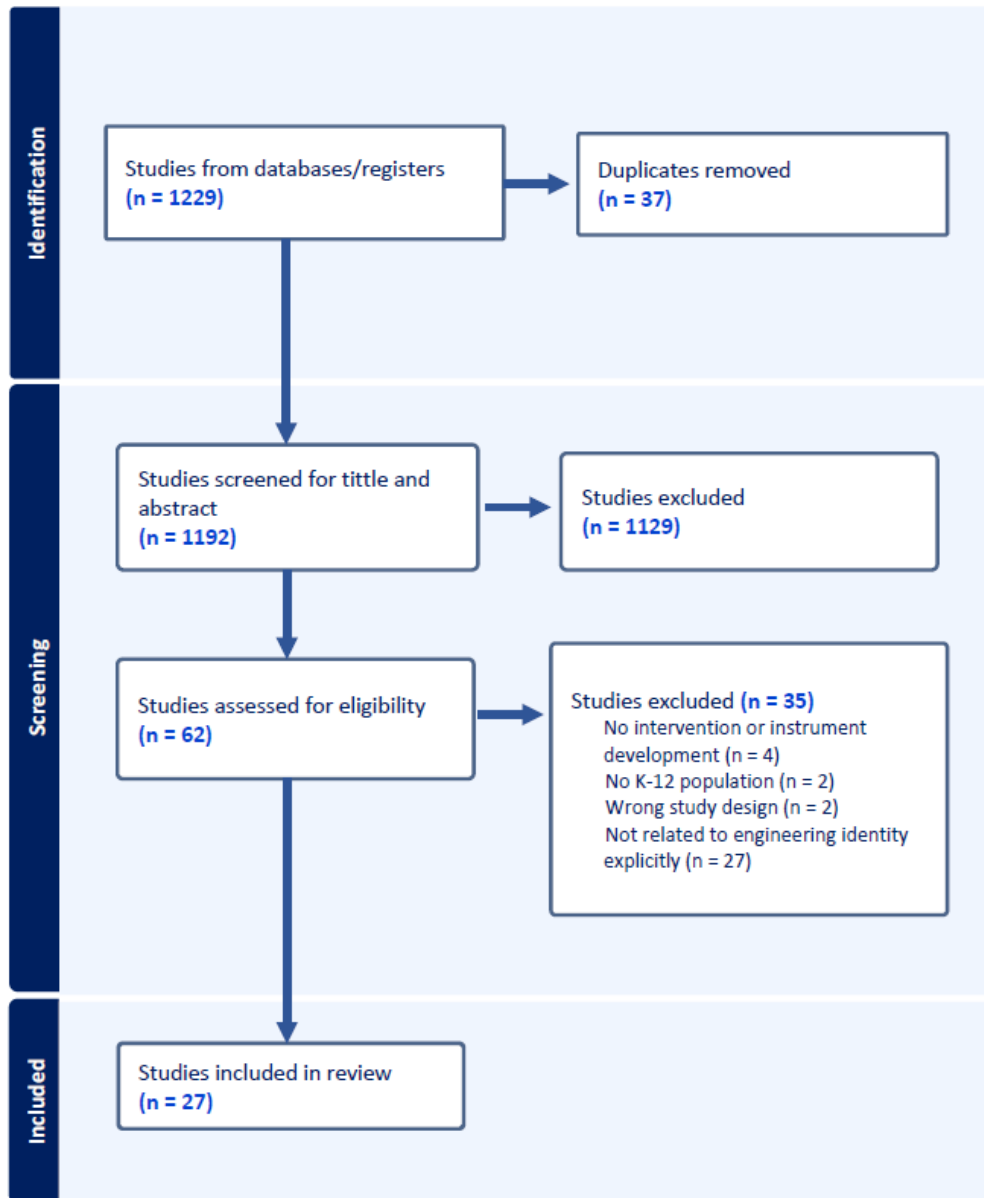 Identification
Studies from databases/registers
(n = 1229)
Duplicates removed
(n = 37)
Screening
Studies screened for tittle and
abstract
(n = 1192)
Studies excluded
(n = 1129)
Studies assessed for eligibility
(n = 62)
Studies excluded (n = 35)
No intervention or instrument
development (n = 4)
No K-12 population (n = 2)
Wrong study design (n = 2)
Not related to engineering identity
explicitly (n = 27)
Included
Studies included in review
(n = 27)